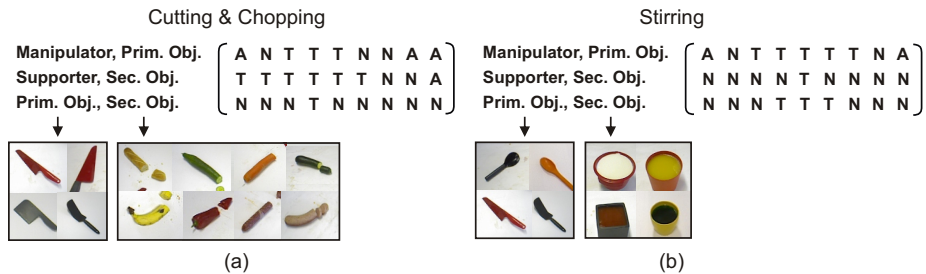 Cutting & Chopping
Manipulator, Prim. Obj. A N T T T N N A A
Supporter, Sec. Obj. T T T T T T N N A
Prim. Obj., Sec. Obj. N N N T N N N N N
(a)
Stirring
Manipulator, Prim. Obj. A N T T T T T N A
Supporter, Sec. Obj. N N N N T N N N N
Prim. Obj., Sec. Obj. N N N T T T N N N
(b)